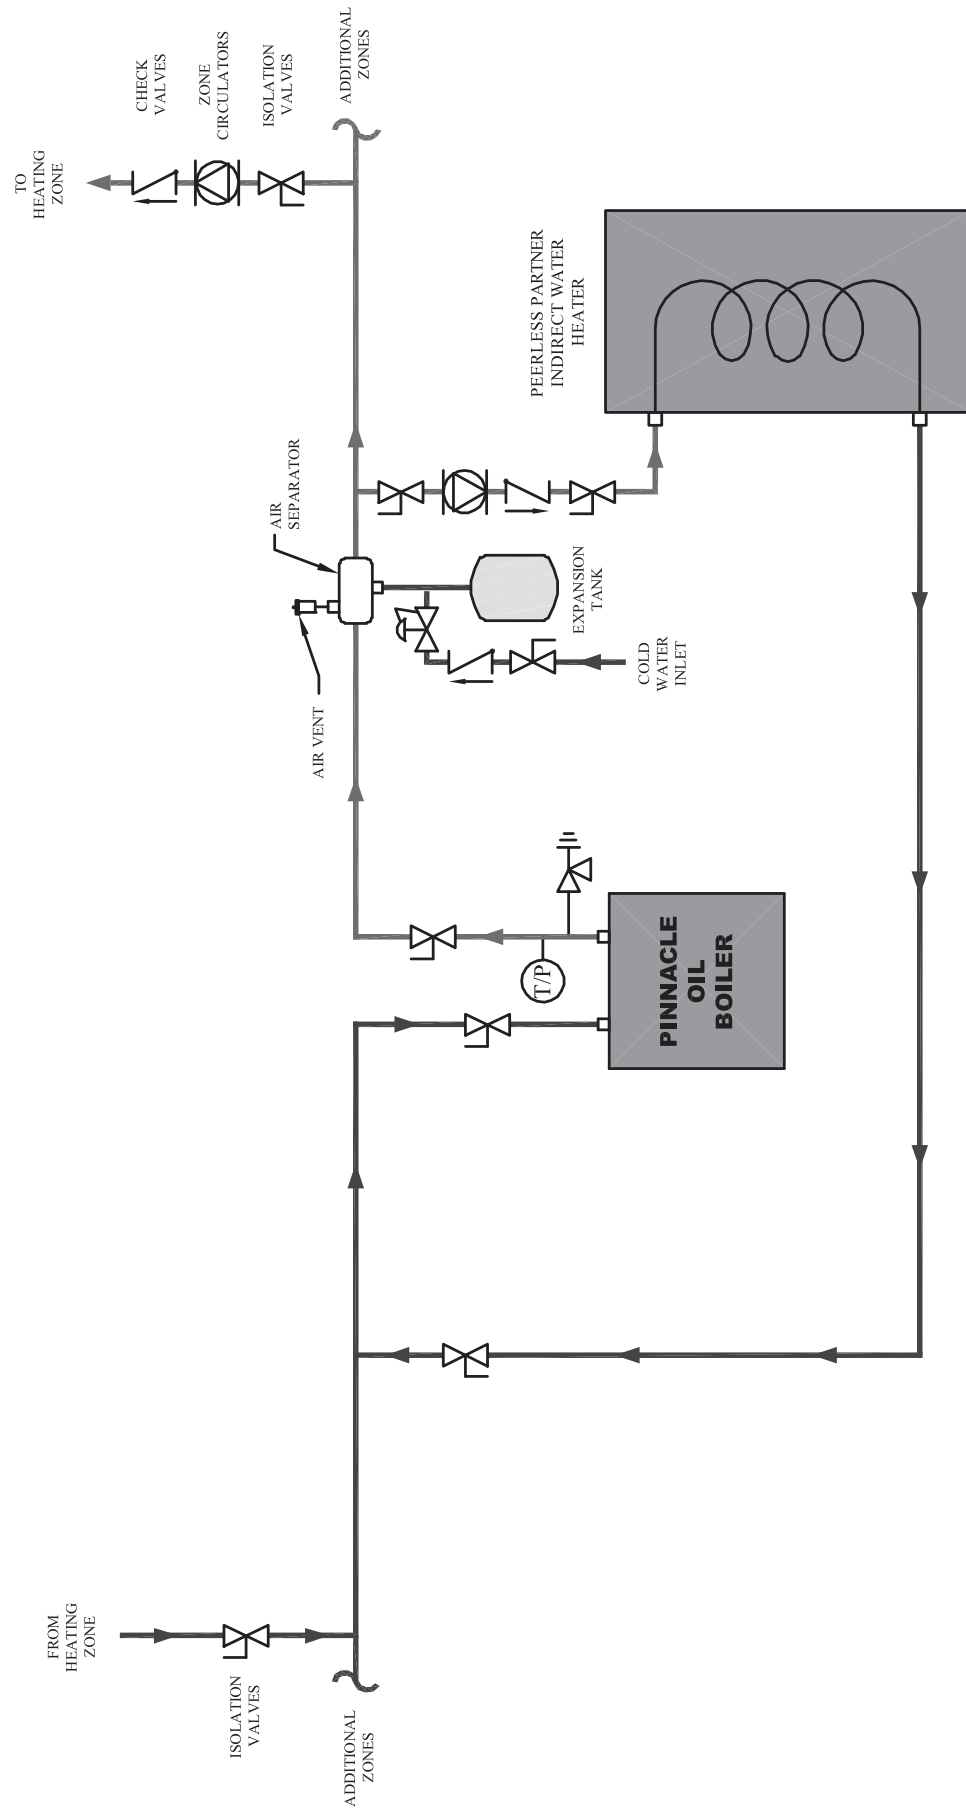 FROM
HEATING
ZONE
ISOLATION
VALVES
ADDITIONAL
ZONES
AIR VENT
AIR
SEPARATOR
TO
HEATING
ZONE
CHECK
VALVES
ZONE
CIRCULATORS
ISOLATION
VALVES
ADDITIONAL
ZONES
T/P
PINNACLE
OIL
BOILER
COLD
WATER
INLET
EXPANSION
TANK
PEERLESS PARTNER
INDIRECT WATER
HEATER